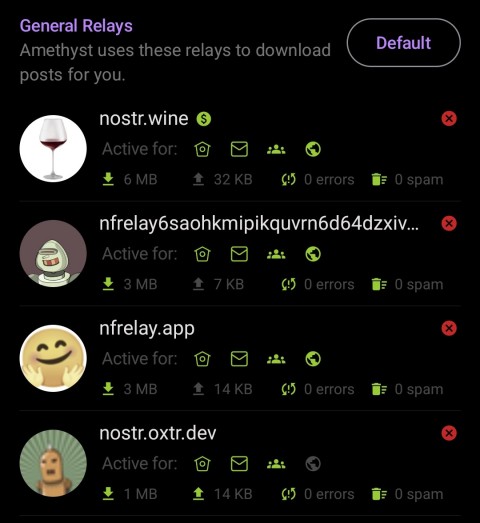 General Relays
Amethyst uses these relays to download
posts for you.
Default
nostr.wine
Active for:
6 MB 32 KB 0 errors 0 spam
nfrelay6saohkmipikquvrn6d64dzxiv…
Active for:
3 MB 7 KB 0 errors 0 spam
nfrelay.app
Active for:
3 MB 14 KB 0 errors 0 spam
nostr.oxtr.dev
Active for:
1 MB 14 KB 0 errors 0 spam